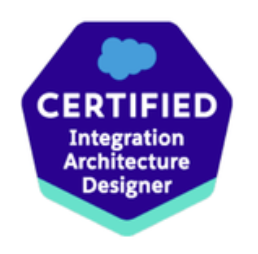 CERTIFIED
Integration
Architecture
Designer